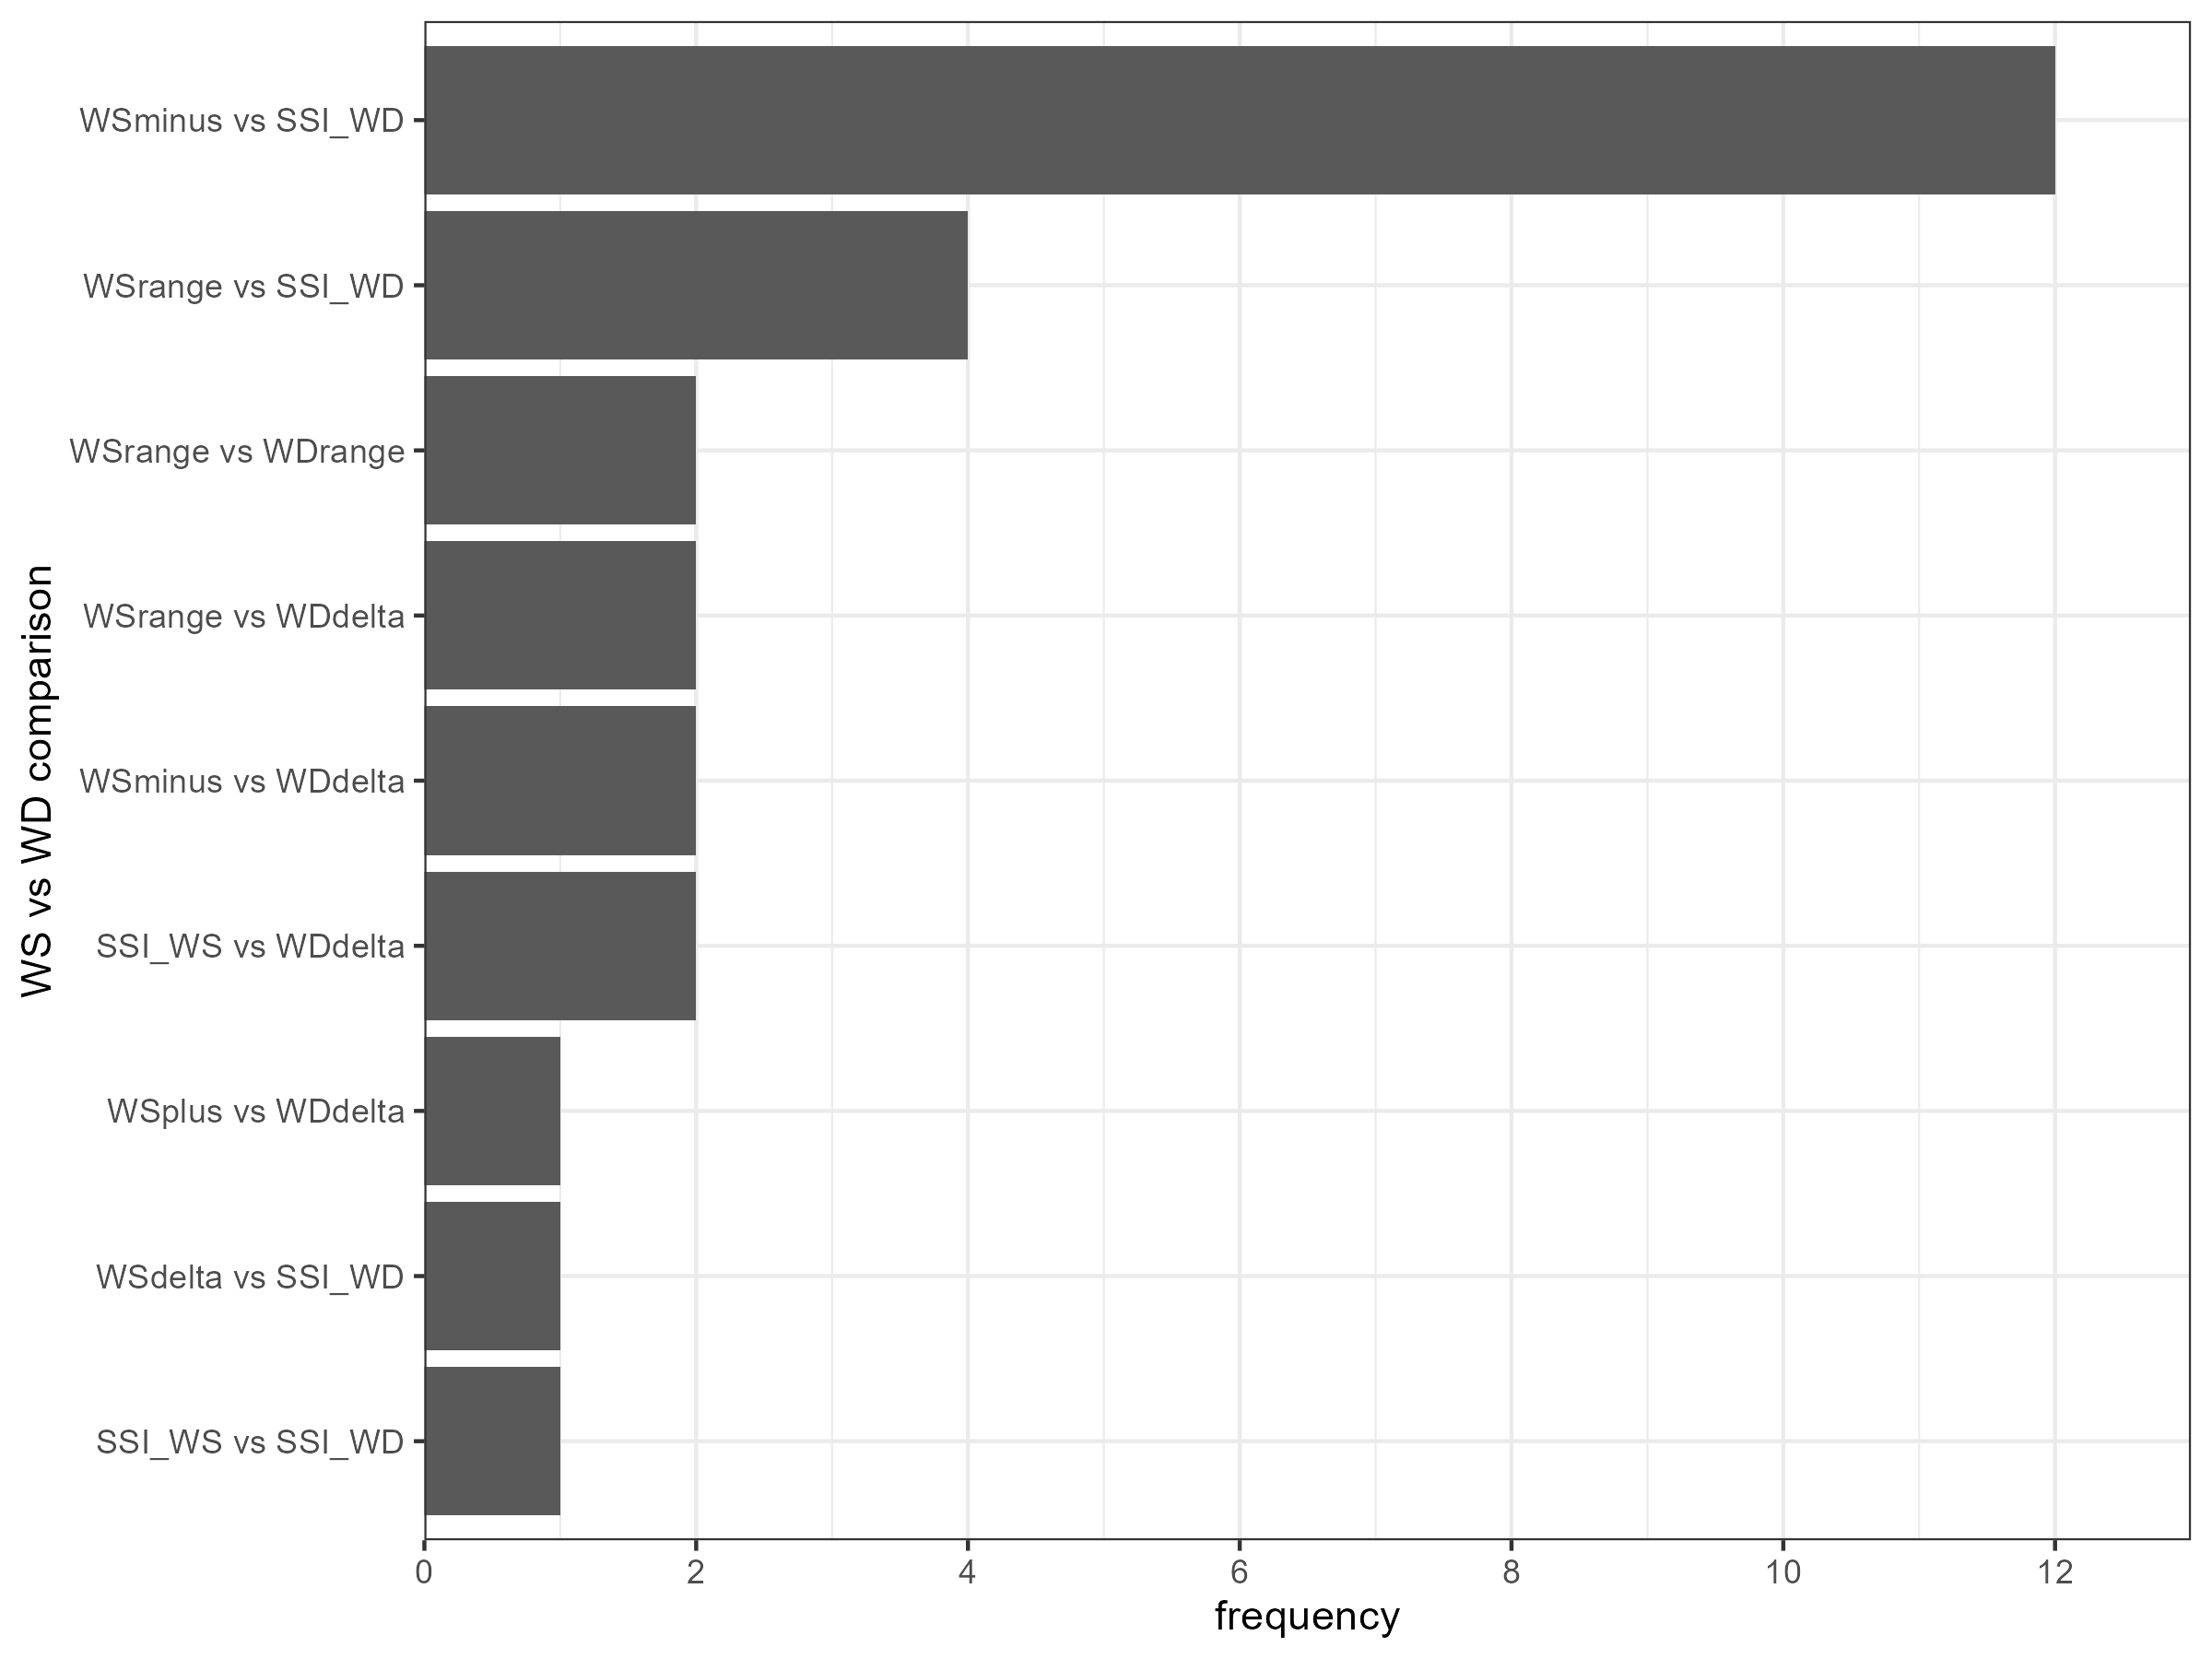 WS vs WD comparison
WSminus vs SSI_WD
WSrange vs SSI_WD
WSrange vs WDrange
WSrange vs WDdelta
WSminus vs WDdelta
SSI_WS vs WDdelta
WSplus vs WDdelta
WSdelta vs SSI_WD
SSI_WS vs SSI_WD
0 2 4 6 8 10 12
frequency